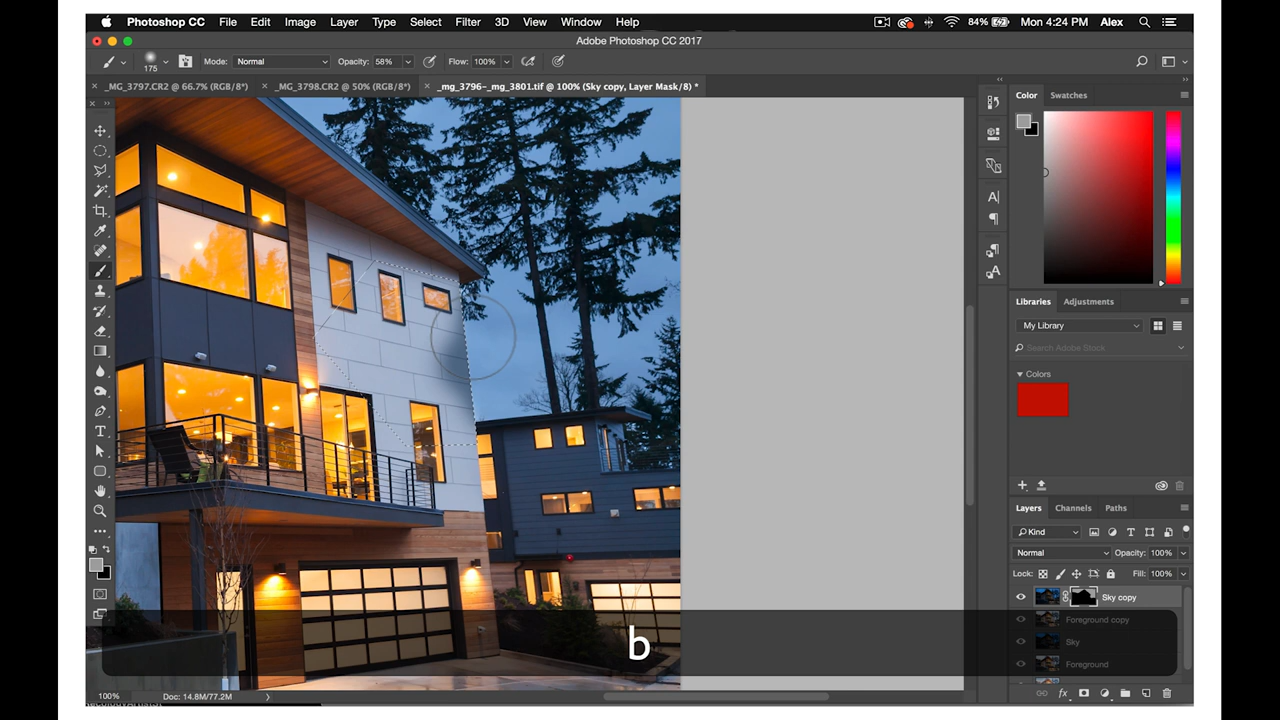 Photoshop CC File Edit Image Layer Type Select Filter 3D View Window Help 84% Mon 4:24 PM Alex
Adobe Photoshop CC 2017
175 Mode: Normal Opacity: 58% Flow: 100%
_MG_3797.CR2 @ 66.7% (RGB/8*) _MG_3798.CR2 @ 50% (RGB/8*) _mg_3796-_mg_3801.tif @ 100% (Sky copy, Layer Mask/8) *
Color Swatches
Libraries Adjustments
My Library
Search Adobe Stock
Colors
Layers Channels Paths
Kind
Normal Opacity: 100%
Lock: Fill: 100%
Sky copy
Foreground copy
Sky
Foreground
b
100% Doc: 14.8M/77.2M